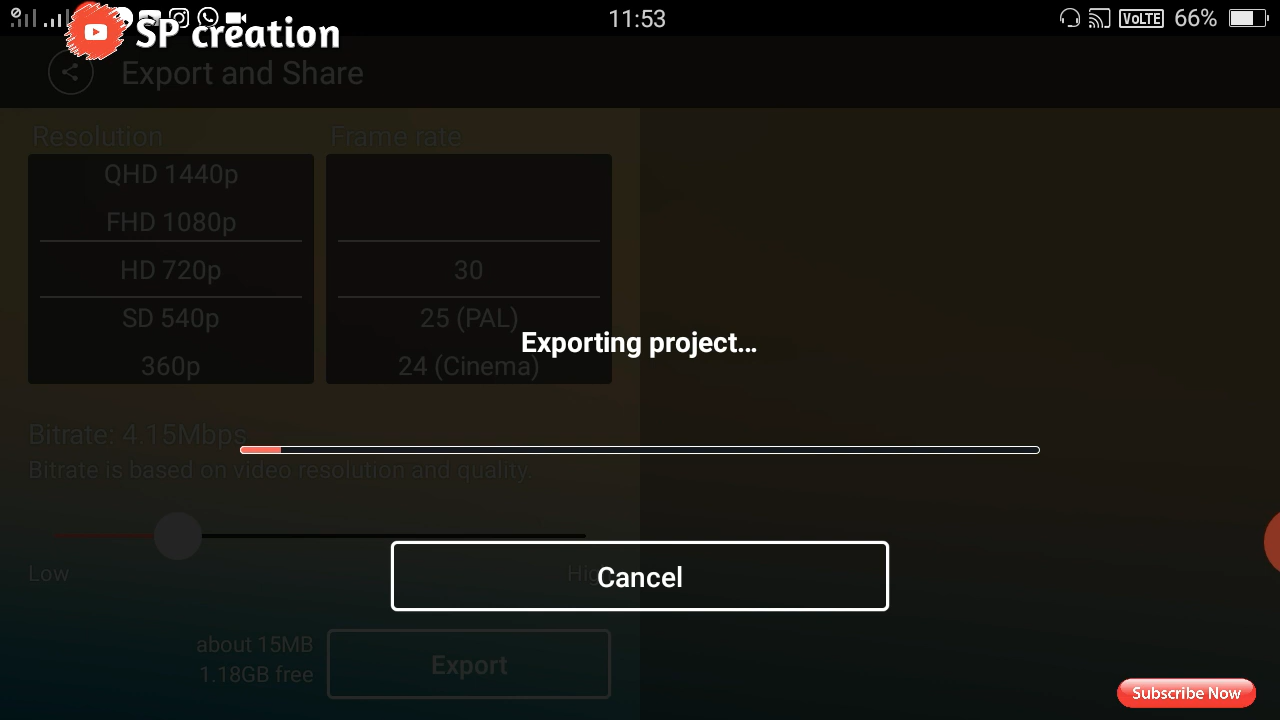 11:53
VoLTE 66%
SP creation
Export and Share
Resolution
Frame rate
QHD 1440p
FHD 1080p
HD 720p
SD 540p
360p
30
25 (PAL)
24 (Cinema)
Exporting project...
Bitrate: 4.15Mbps
Bitrate is based on video resolution and quality.
Low
Cancel
about 15MB
1.18GB free
Export
Subscribe Now